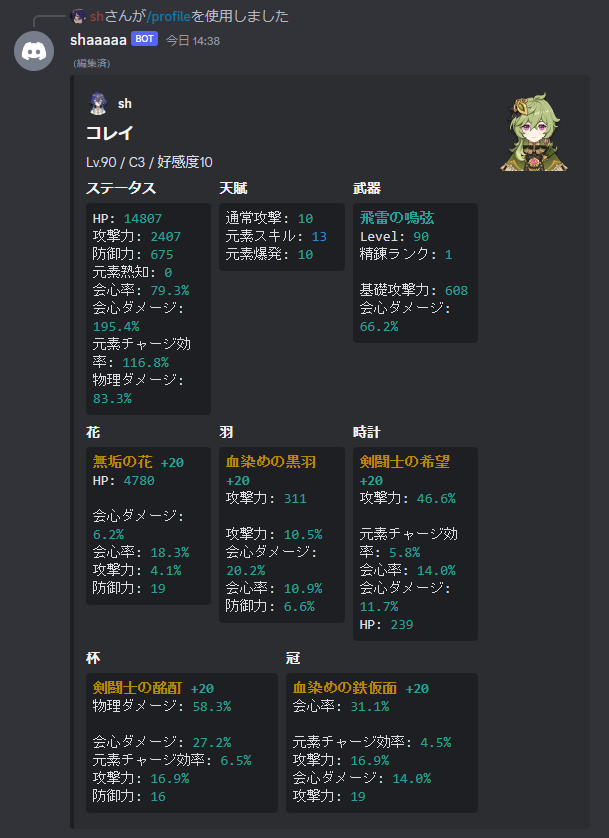 shさんが/profileを使用しました
shaaaaa BOT 今日 14:38
(編集済)
sh
コレイ
Lv.90 / C3 / 好感度10
ステータス
HP: 14807
攻撃力: 2407
防御力: 675
元素熟知: 0
会心率: 79.3%
会心ダメージ:
195.4%
元素チャージ効
率: 116.8%
物理ダメージ:
83.3%
天賦
通常攻撃: 10
元素スキル: 13
元素爆発: 10
武器
飛雷の鳴弦
Level: 90
精錬ランク: 1
基礎攻撃力: 608
会心ダメージ:
66.2%
花
無垢の花 +20
HP: 4780
会心ダメージ:
6.2%
会心率: 18.3%
攻撃力: 4.1%
防御力: 19
羽
血染めの黒羽
+20
攻撃力: 311
攻撃力: 10.5%
会心ダメージ:
20.2%
会心率: 10.9%
防御力: 6.6%
時計
剣闘士の希望
+20
攻撃力: 46.6%
元素チャージ効
率: 5.8%
会心率: 14.0%
会心ダメージ:
11.7%
HP: 239
杯
剣闘士の酩酊 +20
物理ダメージ: 58.3%
会心ダメージ: 27.2%
元素チャージ効率: 6.5%
攻撃力: 16.9%
防御力: 16
冠
血染めの鉄仮面 +20
会心率: 31.1%
元素チャージ効率: 4.5%
攻撃力: 16.9%
会心ダメージ: 14.0%
攻撃力: 19